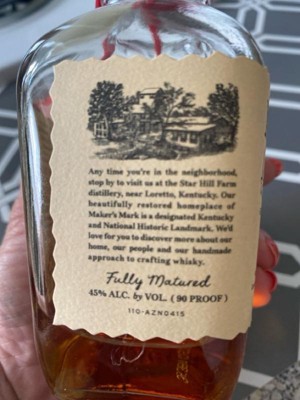 Any time you're in the neighborhood,
stop by to visit us at the Star Hill Farm
distillery, near Loretto, Kentucky. Our
beautifully restored homeplace of
Maker's Mark is a designated Kentucky
and National Historic Landmark. We'd
love for you to discover more about our
home, our people and our handmade
approach to crafting whisky.
Fully Matured
45% ALC. by VOL. (90 PROOF)
110-AZN0415